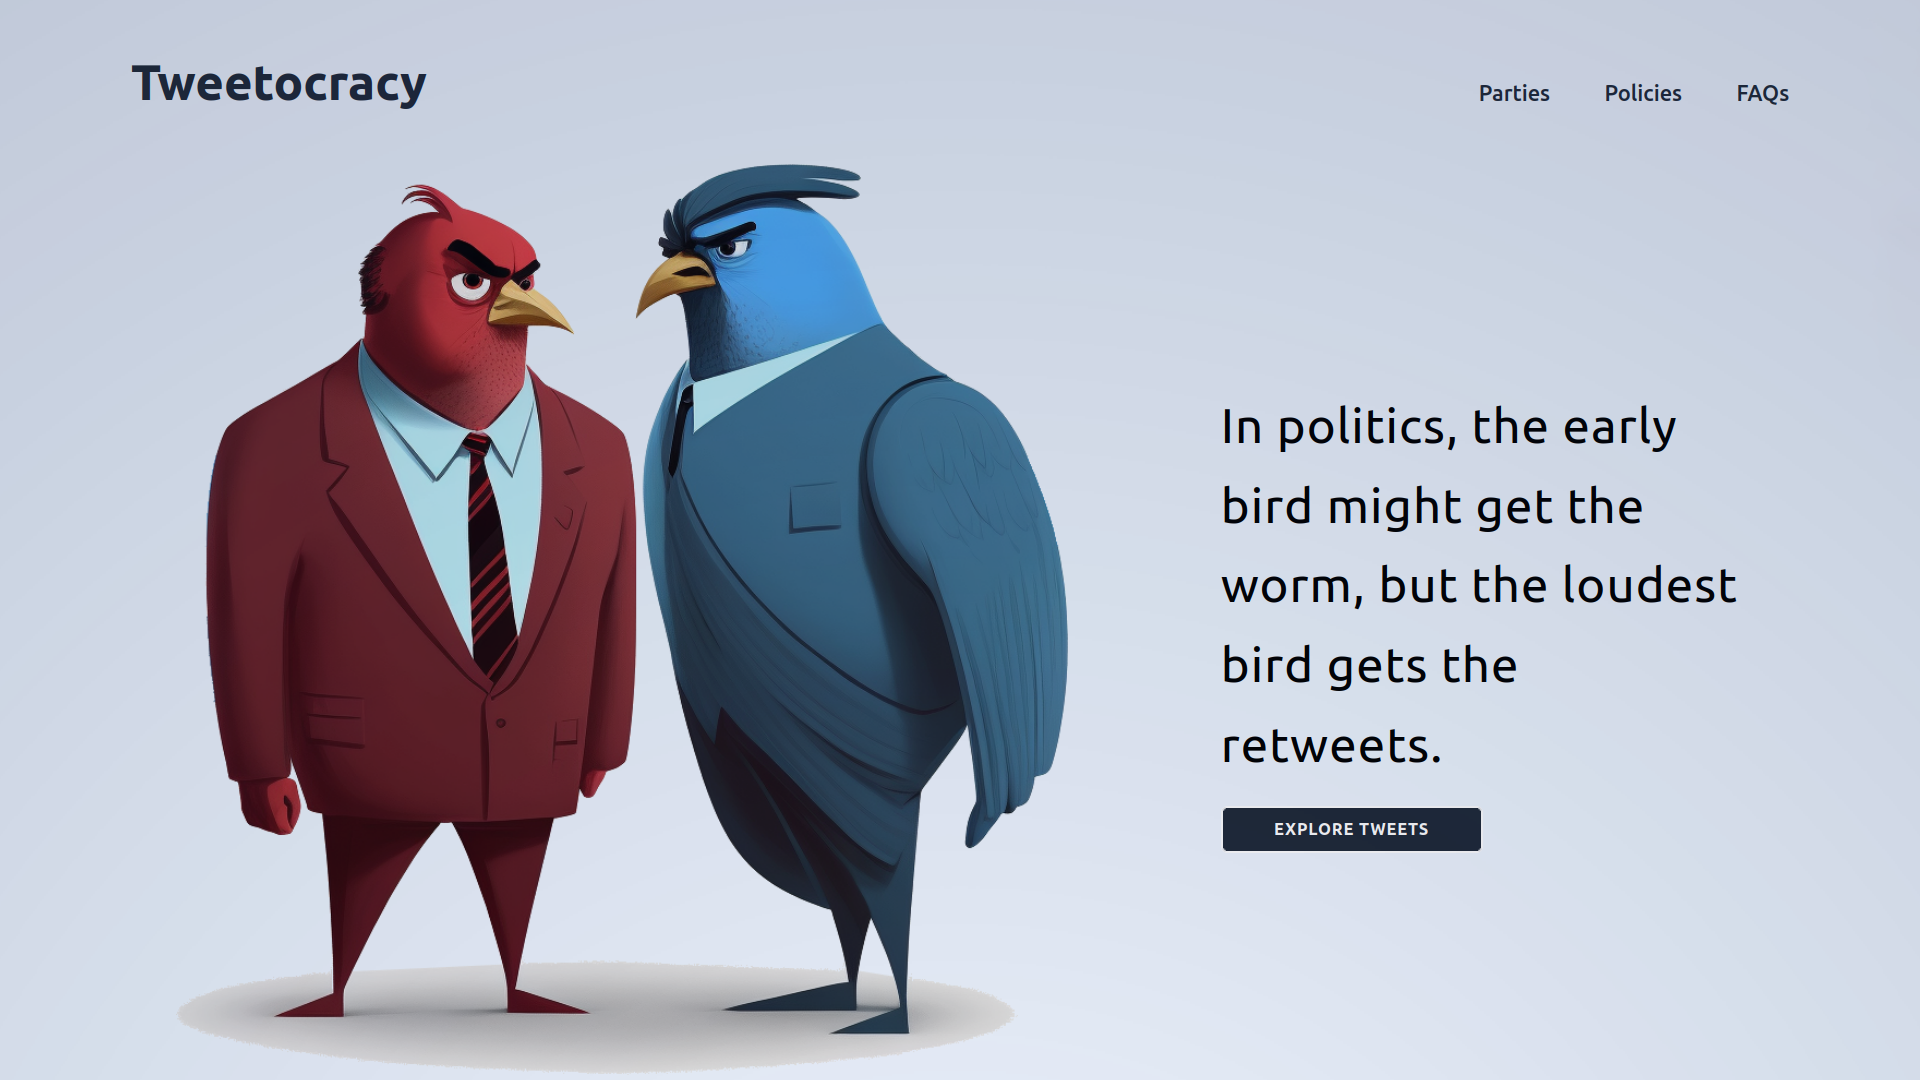 Tweetocracy
Parties
Policies
FAQs
In politics, the early
bird might get the
worm, but the loudest
bird gets the
retweets.
EXPLORE TWEETS